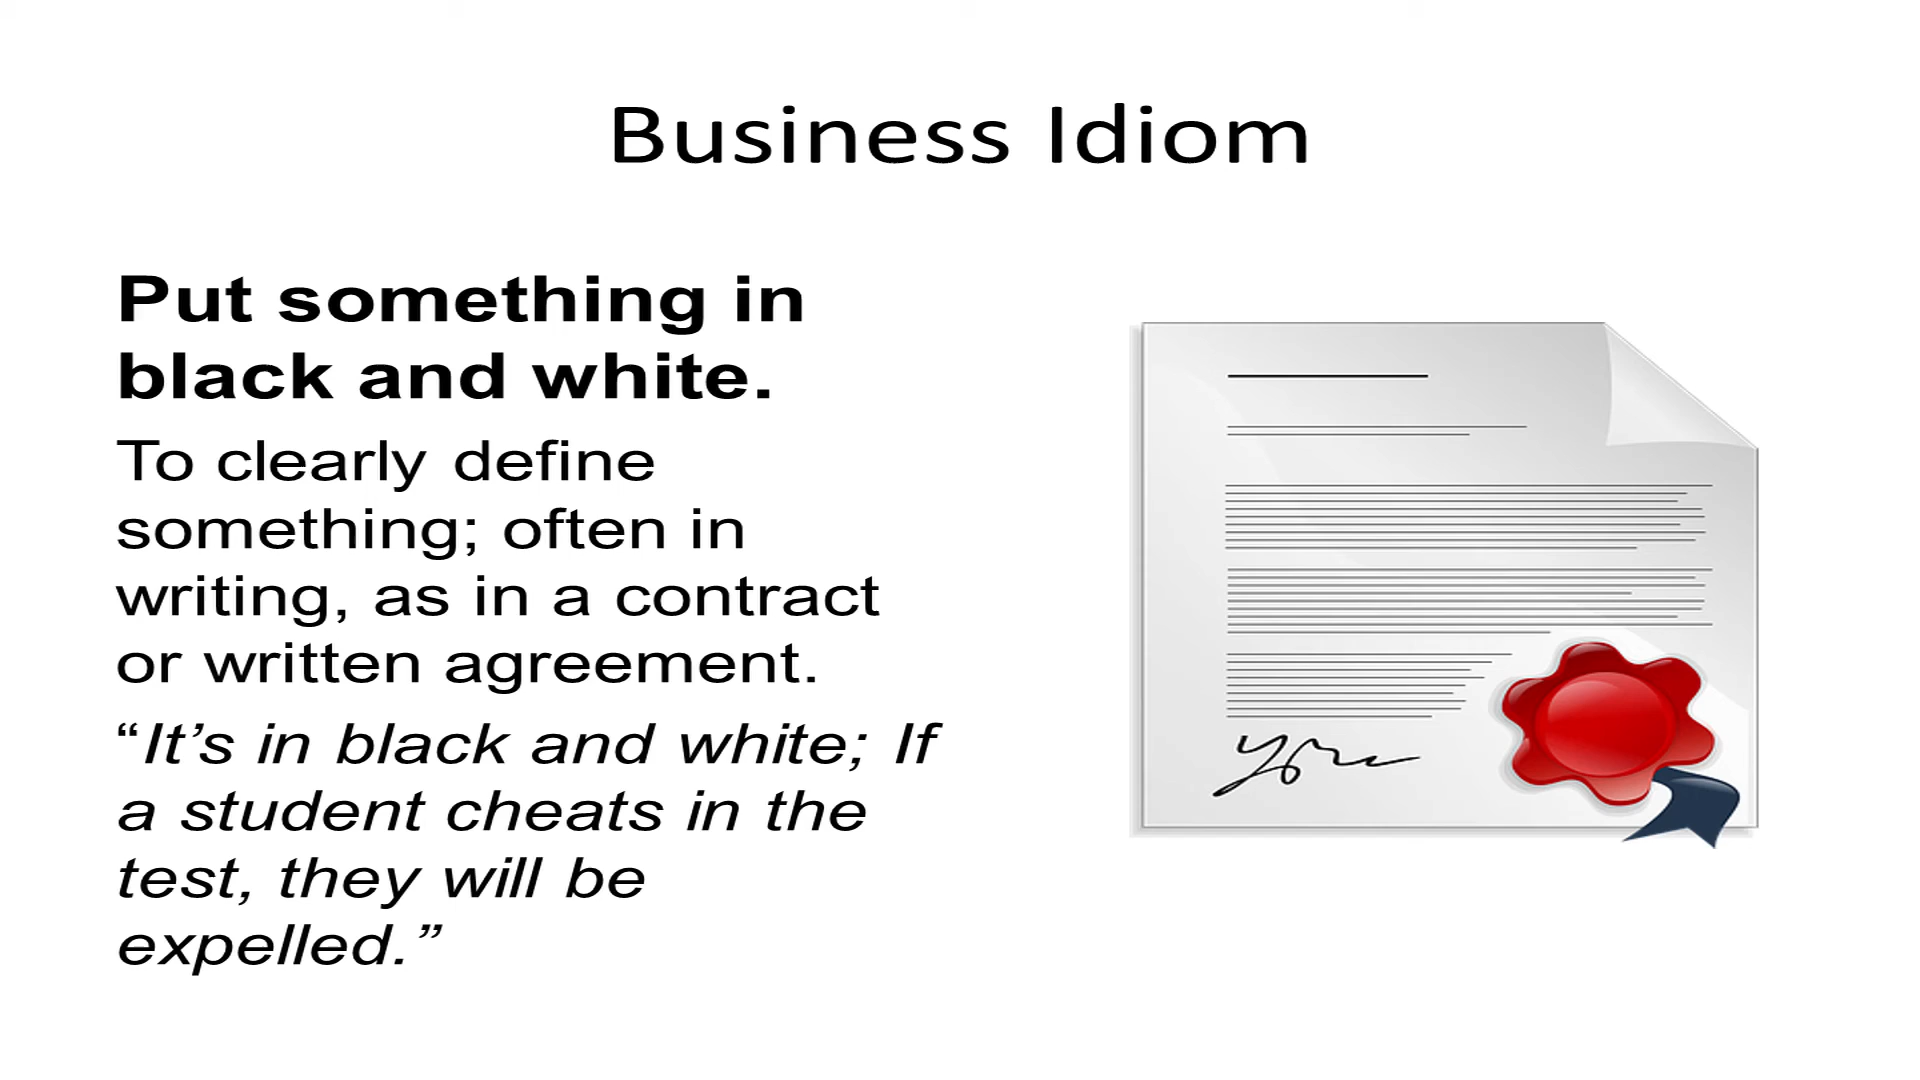 Business Idiom
Put something in
black and white.
To clearly define
something; often in
writing, as in a contract
or written agreement.
“It’s in black and white; If
a student cheats in the
test, they will be
expelled.”